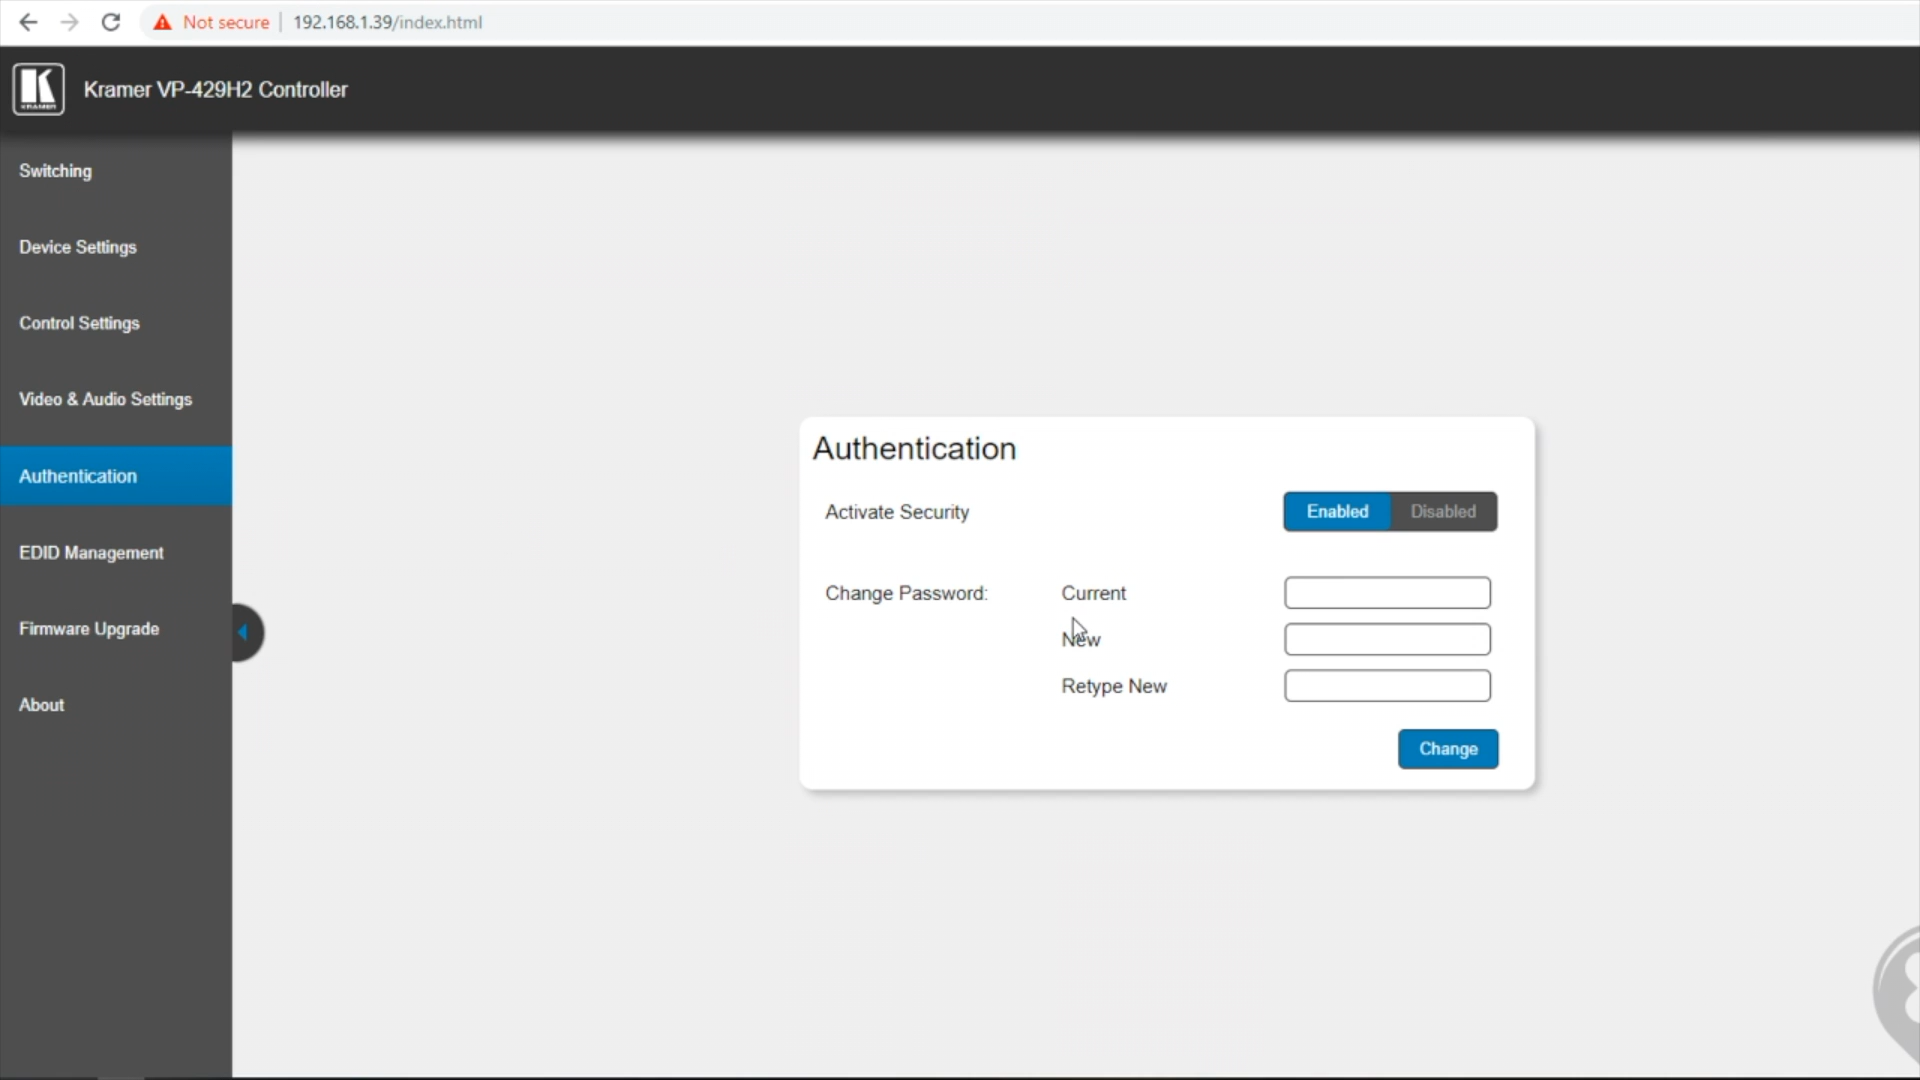 Not secure | 192.168.1.39/index.html
KRAMER
Kramer VP-429H2 Controller
Switching
Device Settings
Control Settings
Video & Audio Settings
Authentication
EDID Management
Firmware Upgrade
About
Authentication
Activate Security Enabled Disabled
Change Password: Current
New
Retype New
Change